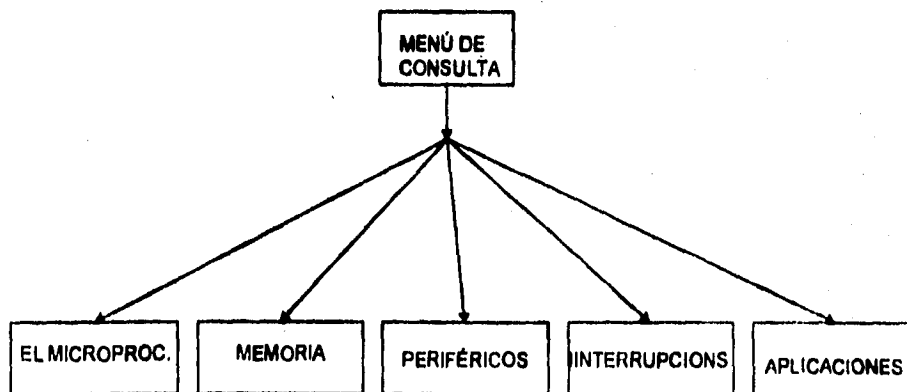 MENÚ DE
CONSULTA
EL MICROPROC.
MEMORIA
PERIFÉRICOS
INTERRUPCIONS
APLICACIONES